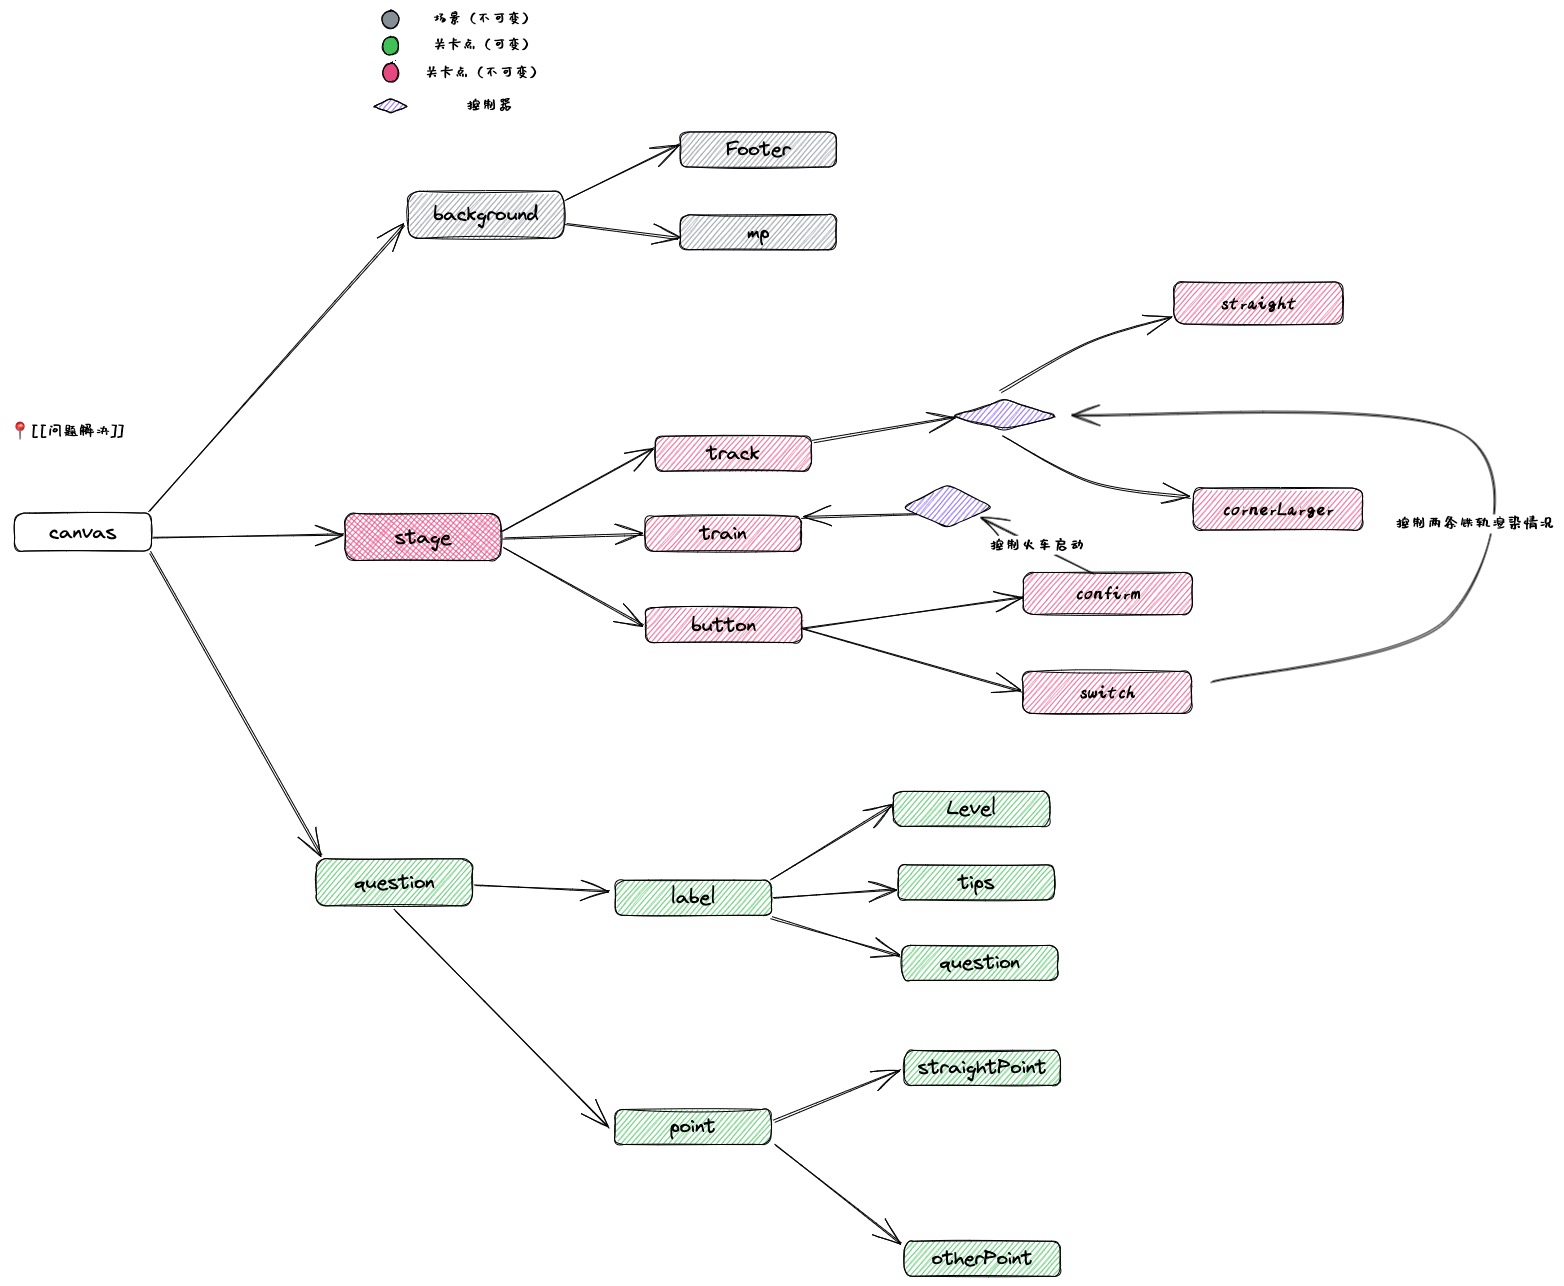 场景（不可变）
关卡点（可变）
关卡点（不可变）
控制器
Footer
background
mp
straight
[[问题解决]]
track
canvas
stage
train
cornerLarger
控制两条铁轨渲染情况
控制火车启动
confirm
button
switch
Level
question
label
tips
question
straightPoint
point
otherPoint